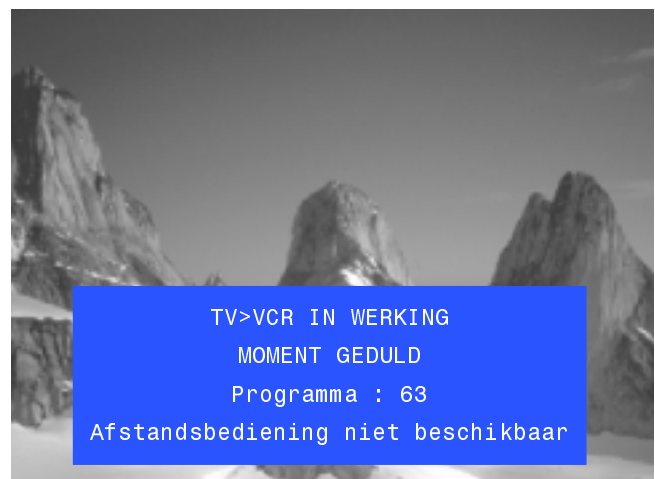 TV>VCR IN WERKING
MOMENT GEDULD
Programma : 63
Afstandsbediening niet beschikbaar